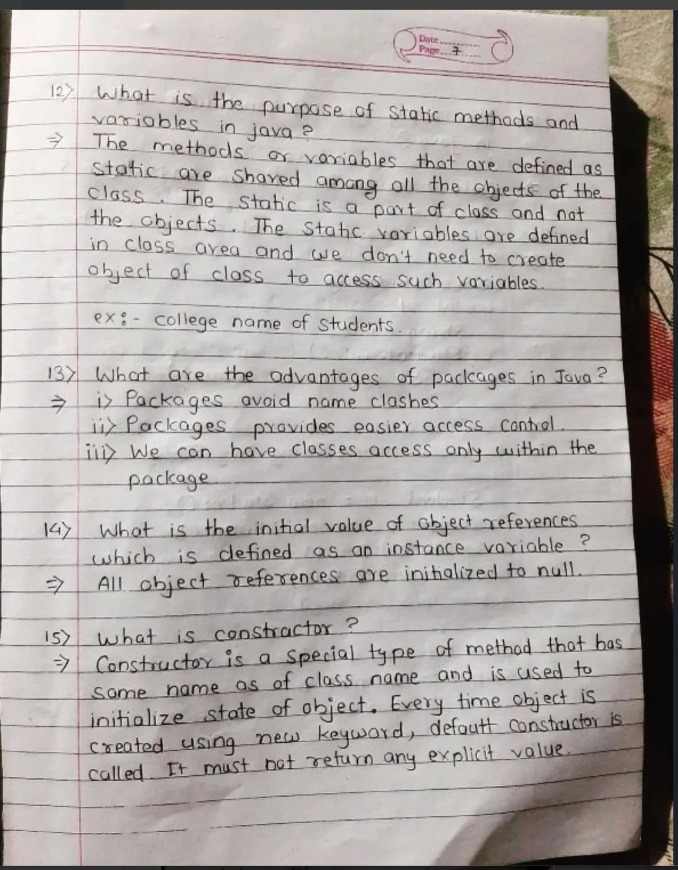 Date
Page 7
12> What is the purpose of static methods and
variables in java ?
⇒ The methods or variables that are defined as
static are shared among all the objects of the
class. The static is a part of class and not
the objects. The static variables are defined
in class area and we don't need to create
object of class to access such variables.
ex:- college name of students.
13> What are the advantages of packages in Java?
⇒ i> Packages avoid name clashes
ii> Packages provides easier access control.
iii> We can have classes access only within the
package.
14> What is the initial value of object references
which is defined as an instance variable ?
⇒ All object references are initialized to null.
15> What is constractor ?
⇒ Constructor is a special type of method that has
same name as of class name and is used to
initialize state of object. Every time object is
created using new keyword, defautt constructor is
called. It must not return any explicit value.